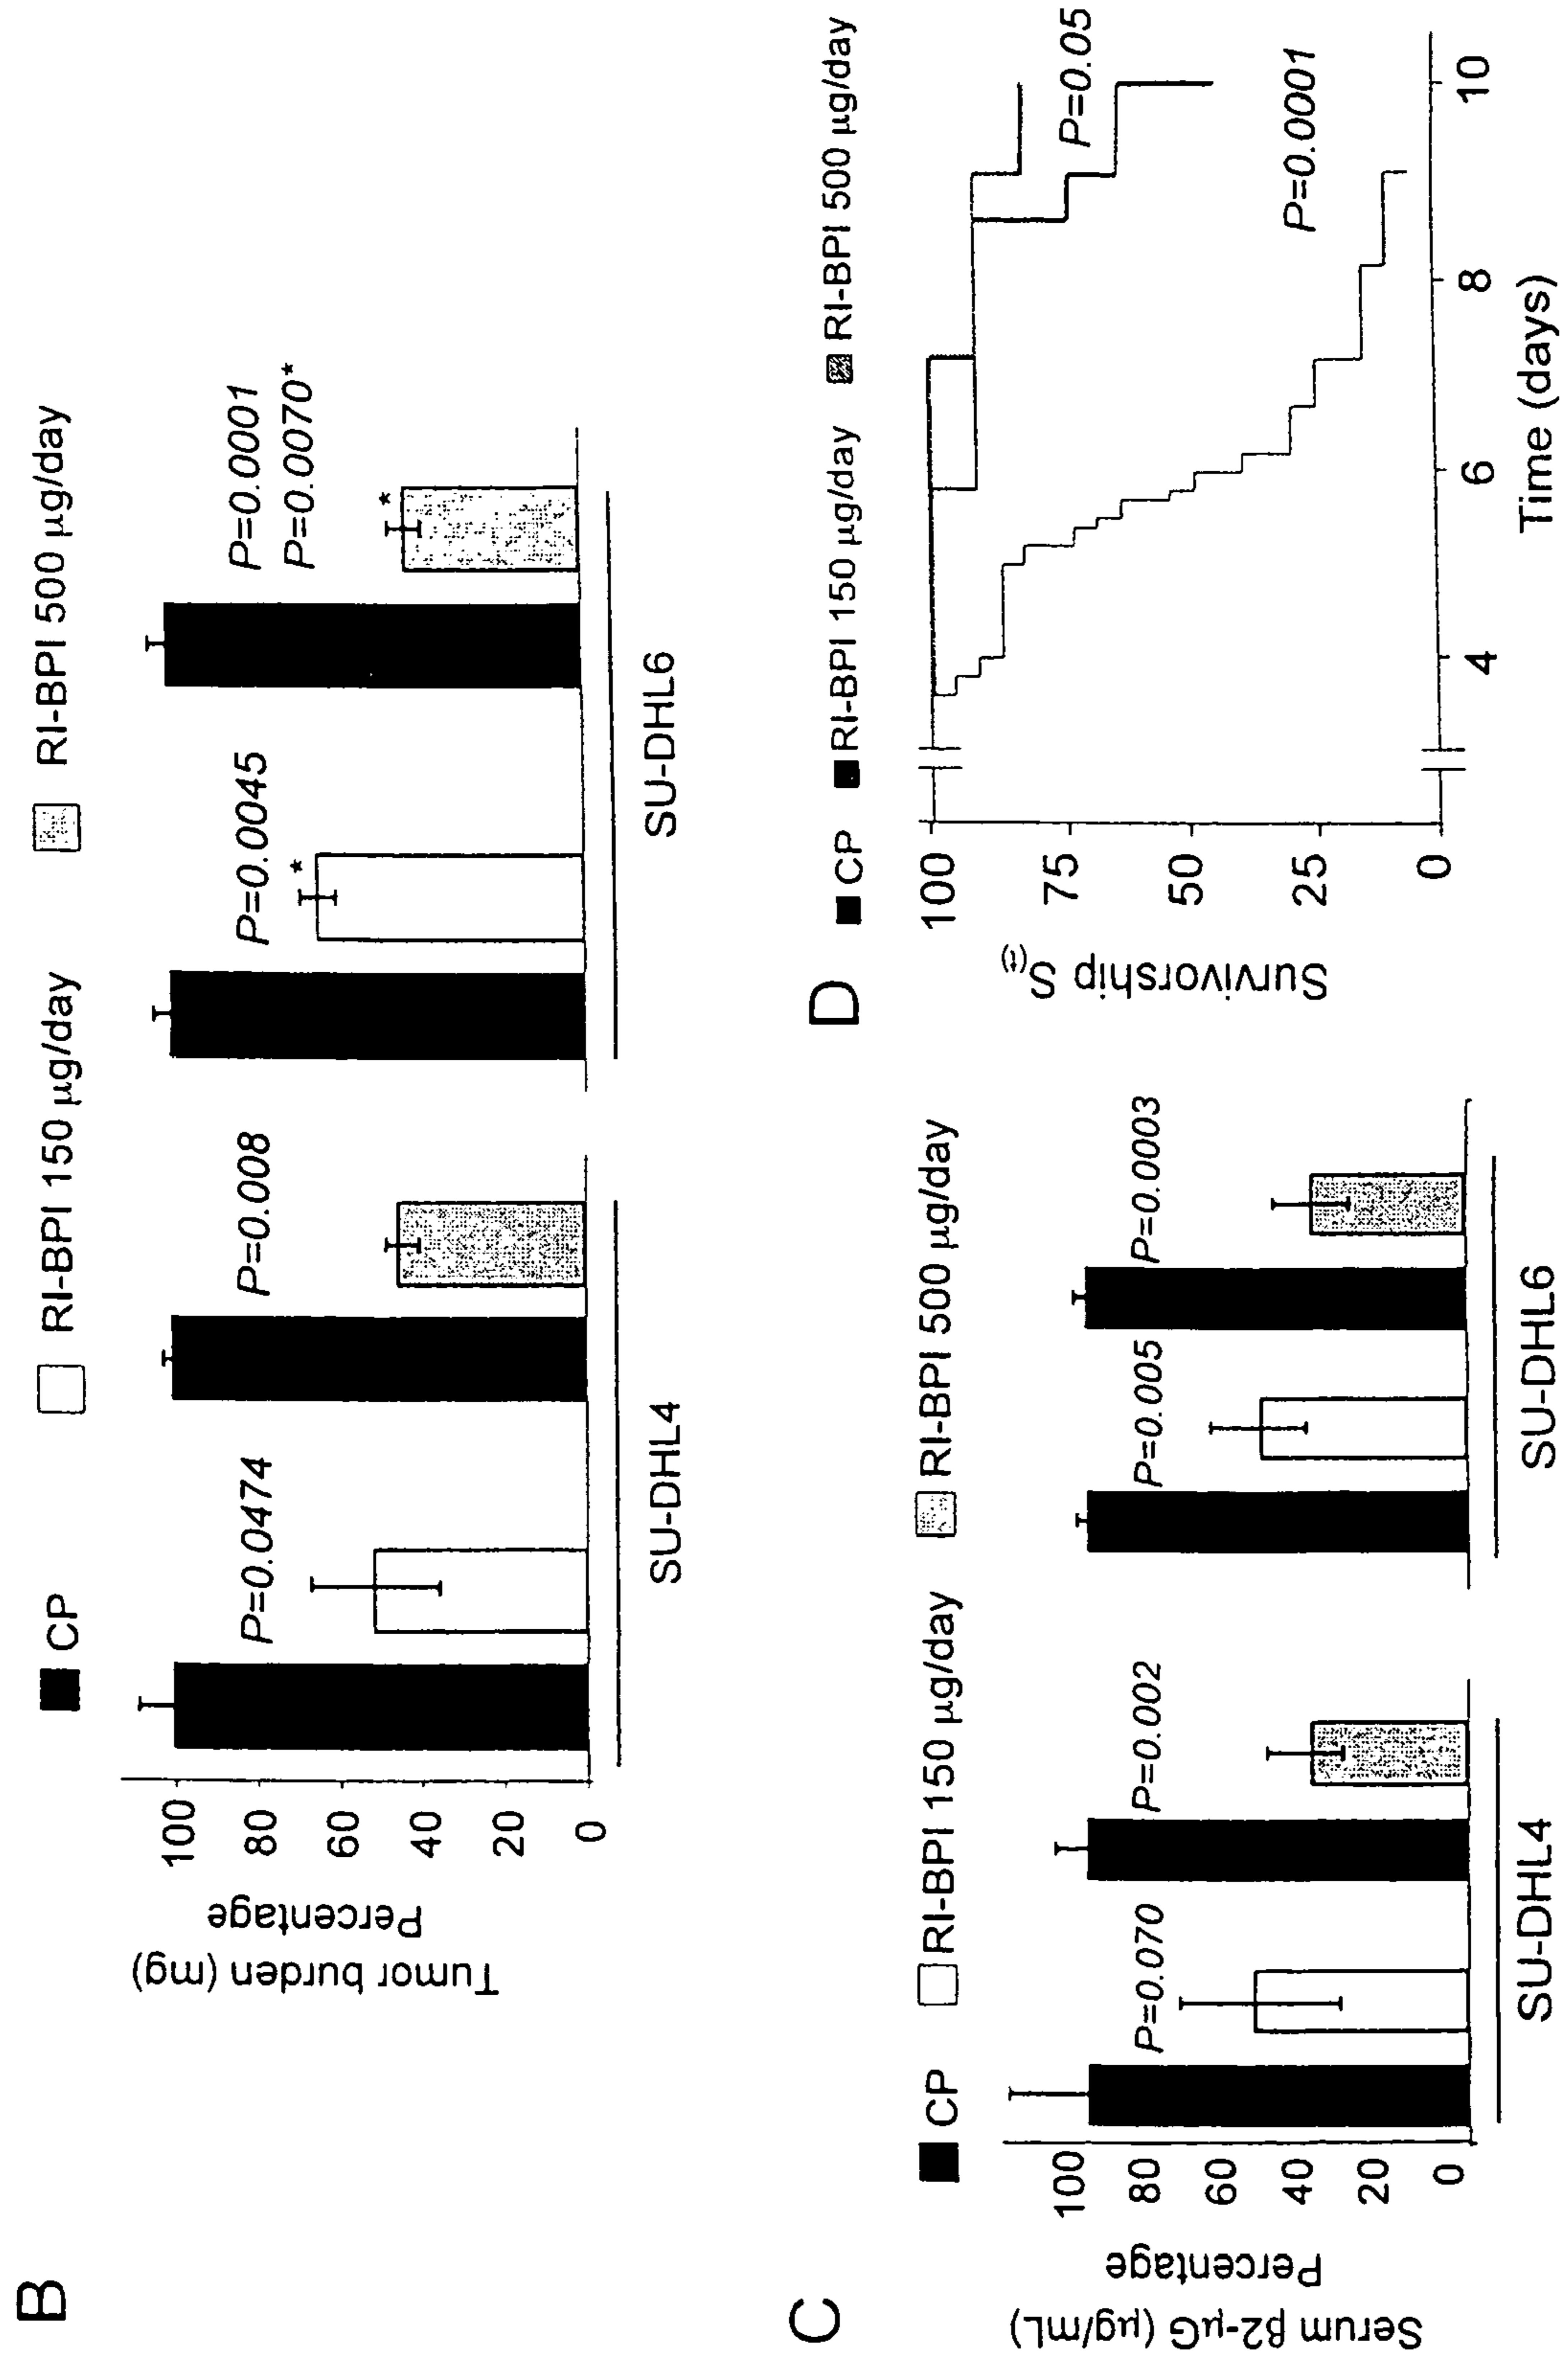 B
CP RI-BPI 150 µg/day RI-BPI 500 µg/day
Tumor burden (mg)
Percentage
100
80
60
40
20
0
P=0.0474
P=0.008
P=0.0045
*
P=0.0001
P=0.0070*
*
SU-DHL4
SU-DHL6
C
CP RI-BPI 150 µg/day RI-BPI 500 µg/day
Serum β2-µG (µg/mL)
Percentage
100
80
60
40
20
0
P=0.070
P=0.002
P=0.005
P=0.0003
SU-DHL4
SU-DHL6
D
CP RI-BPI 150 µg/day RI-BPI 500 µg/day
Survivorship S(t)
100
75
50
25
0
P=0.05
P=0.0001
4 6 8 10
Time (days)